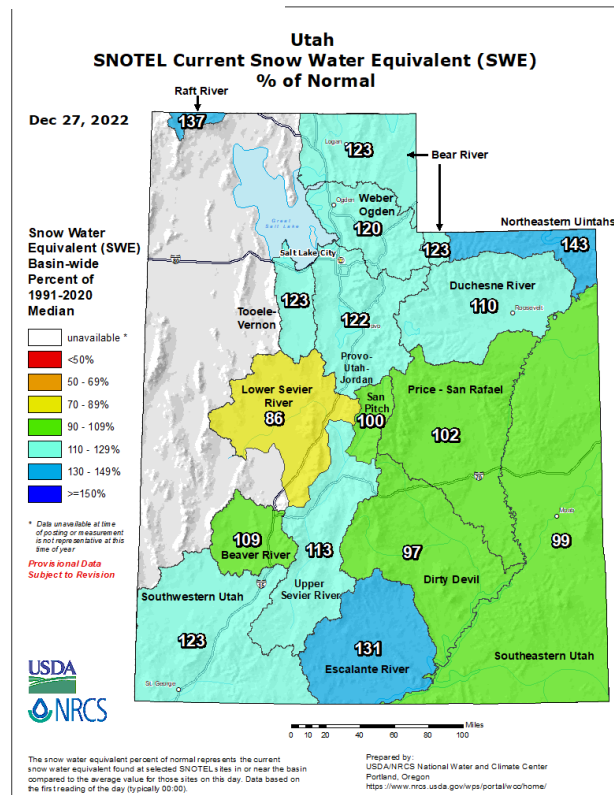 Utah
SNOTEL Current Snow Water Equivalent (SWE)
% of Normal
Raft River
Dec 27, 2022
137
Logan
123
Bear River
Ogden
Weber
Ogden
120
Great
Salt Lake
Northeastern Uintahs
143
123
Salt Lake City
Snow Water
Equivalent (SWE)
Basin-wide
Percent of
1991-2020
Median
Duchesne River
110
Roosevelt
123
Tooele-
Vernon
122
Provo-
Utah-
Jordan
unavailable *
<50%
50 - 69%
70 - 89%
90 - 109%
110 - 129%
130 - 149%
>=150%
Lower Sevier
River
86
San
Pitch
100
Price - San Rafael
102
* Data unavailable at time
of posting or measurement
is not representative at this
time of year
Provisional Data
Subject to Revision
109
Beaver River
113
Upper
Sevier River
97
Dirty Devil
Moab
99
Southwestern Utah
123
St. George
131
Escalante River
Southeastern Utah
USDA
NRCS
Miles
0 10 20 40 60 80 100
The snow water equivalent percent of normal represents the current
snow water equivalent found at selected SNOTEL sites in or near the basin
compared to the average value for those sites on this day. Data based on
the first reading of the day (typically 00:00).
Prepared by:
USDA/NRCS National Water and Climate Center
Portland, Oregon
https://www.nrcs.usda.gov/wps/portal/wcc/home/